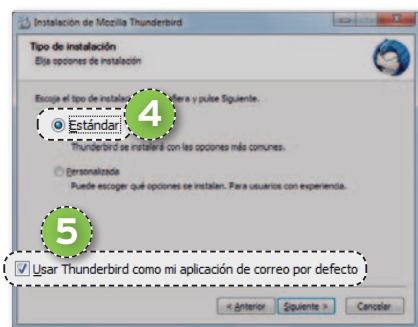 Instalación de Mozilla Thunderbird
Tipo de instalación
Elija opciones de instalación
Escoja el tipo de instalac fiera y pulse Siguiente.
4
Estándar
Thunderbird se instalará con las opciones más comunes.
Personalizada
Puede escoger qué opciones se instalan. Para usuarios con experiencia.
5
Usar Thunderbird como mi aplicación de correo por defecto
< Anterior Siguiente > Cancelar